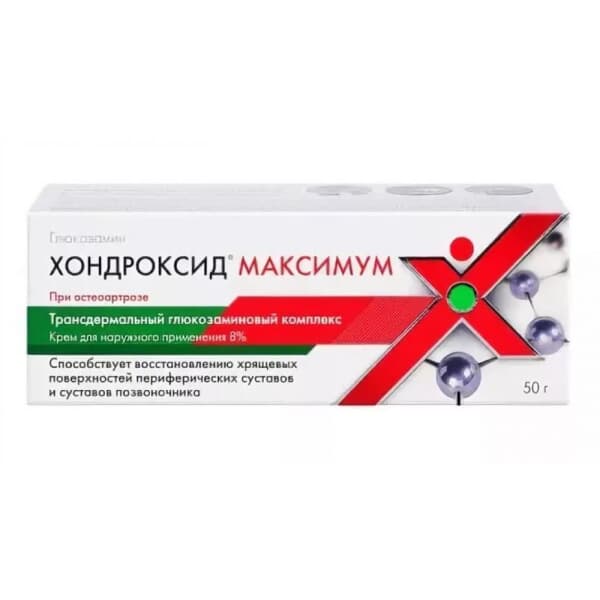 Глюкозамин
ХОНДРОКСИД® МАКСИМУМ
При остеоартрозе
Трансдермальный глюкозаминовый комплекс
Крем для наружного применения 8%
Способствует восстановлению хрящевых
поверхностей периферических суставов
и суставов позвоночника
50 г